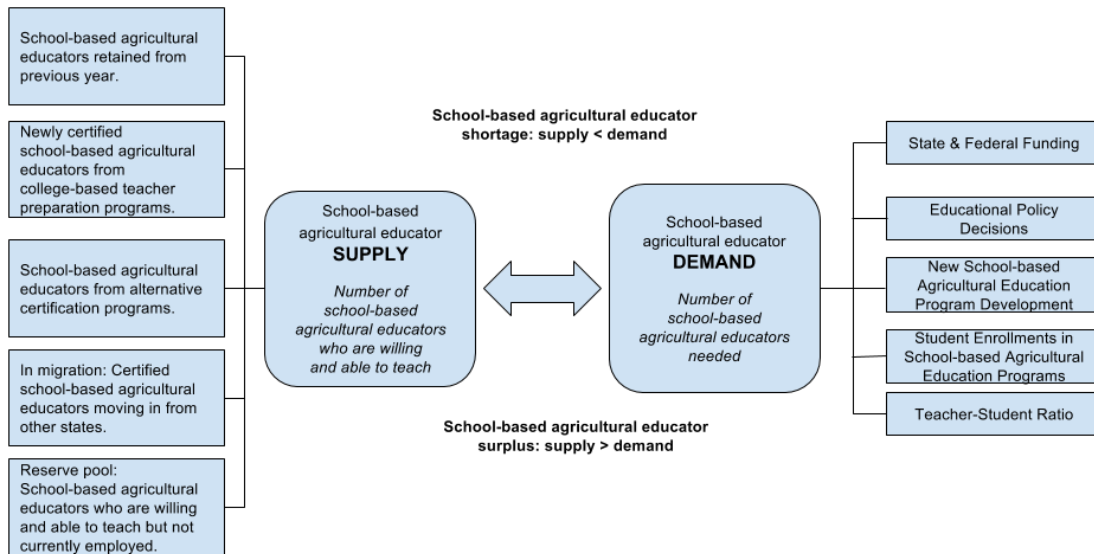 School-based agricultural
educators retained from
previous year.
Newly certified
school-based agricultural
educators from
college-based teacher
preparation programs.
School-based agricultural
educators from alternative
certification programs.
In migration: Certified
school-based agricultural
educators moving in from
other states.
Reserve pool:
School-based agricultural
educators who are willing
and able to teach but not
currently employed.
School-based
agricultural educator
SUPPLY
Number of
school-based
agricultural educators
who are willing
and able to teach
School-based agricultural educator
shortage: supply < demand
School-based agricultural educator
surplus: supply > demand
School-based
agricultural educator
DEMAND
Number of
school-based
agricultural educators
needed
State & Federal Funding
Educational Policy
Decisions
New School-based
Agricultural Education
Program Development
Student Enrollments in
School-based Agricultural
Education Programs
Teacher-Student Ratio